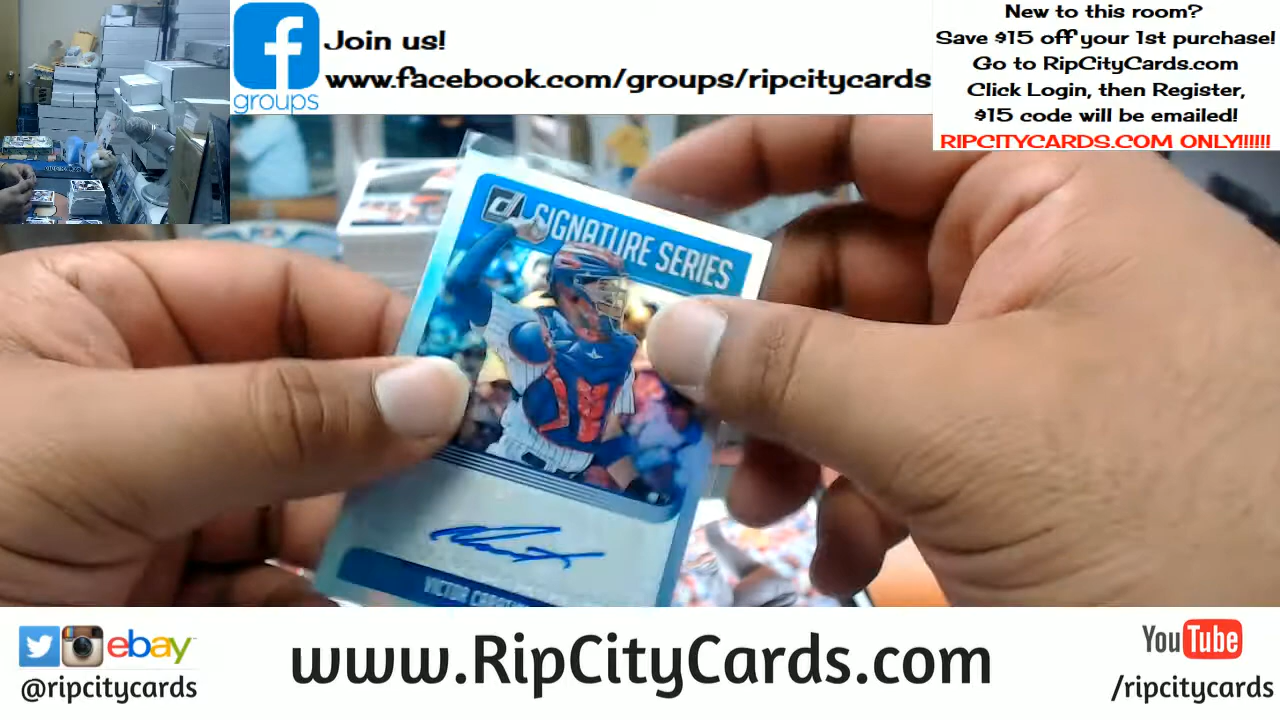 groups
Join us!
www.facebook.com/groups/ripcitycards
New to this room?
Save $15 off your 1st purchase!
Go to RipCityCards.com
Click Login, then Register,
$15 code will be emailed!
RIPCITYCARDS.COM ONLY!!!!!!
SIGNATURE SERIES
VICTOR
ebay
@ripcitycards
www.RipCityCards.com
YouTube
/ripcitycards